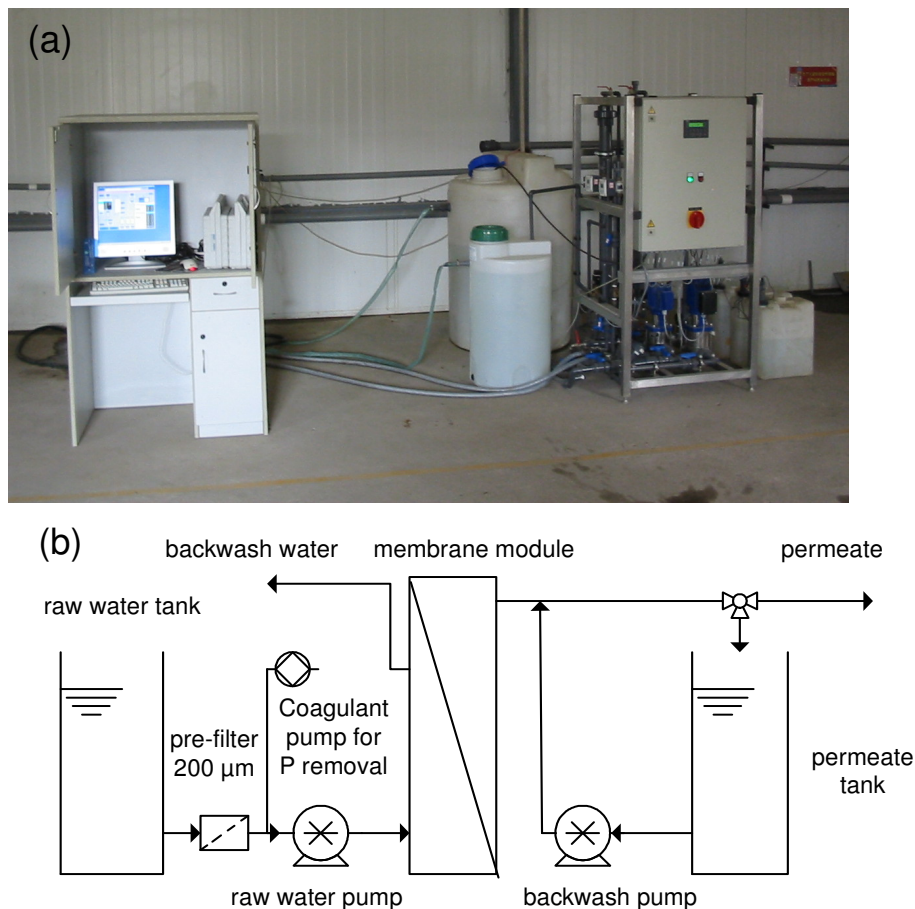 (a)
(b)
backwash water
membrane module
permeate
raw water tank
Coagulant
pump for
P removal
pre-filter
200 µm
permeate
tank
raw water pump
backwash pump